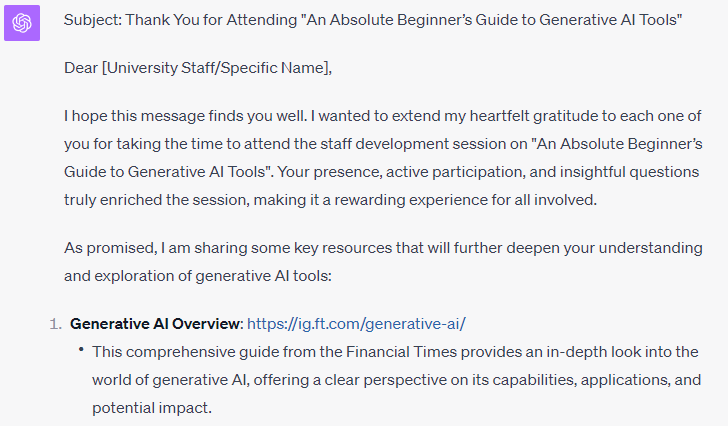 Subject: Thank You for Attending "An Absolute Beginner’s Guide to Generative AI Tools"
Dear [University Staff/Specific Name],
I hope this message finds you well. I wanted to extend my heartfelt gratitude to each one of
you for taking the time to attend the staff development session on "An Absolute Beginner’s
Guide to Generative AI Tools". Your presence, active participation, and insightful questions
truly enriched the session, making it a rewarding experience for all involved.
As promised, I am sharing some key resources that will further deepen your understanding
and exploration of generative AI tools:
1. Generative AI Overview: https://ig.ft.com/generative-ai/
• This comprehensive guide from the Financial Times provides an in-depth look into the
world of generative AI, offering a clear perspective on its capabilities, applications, and
potential impact.